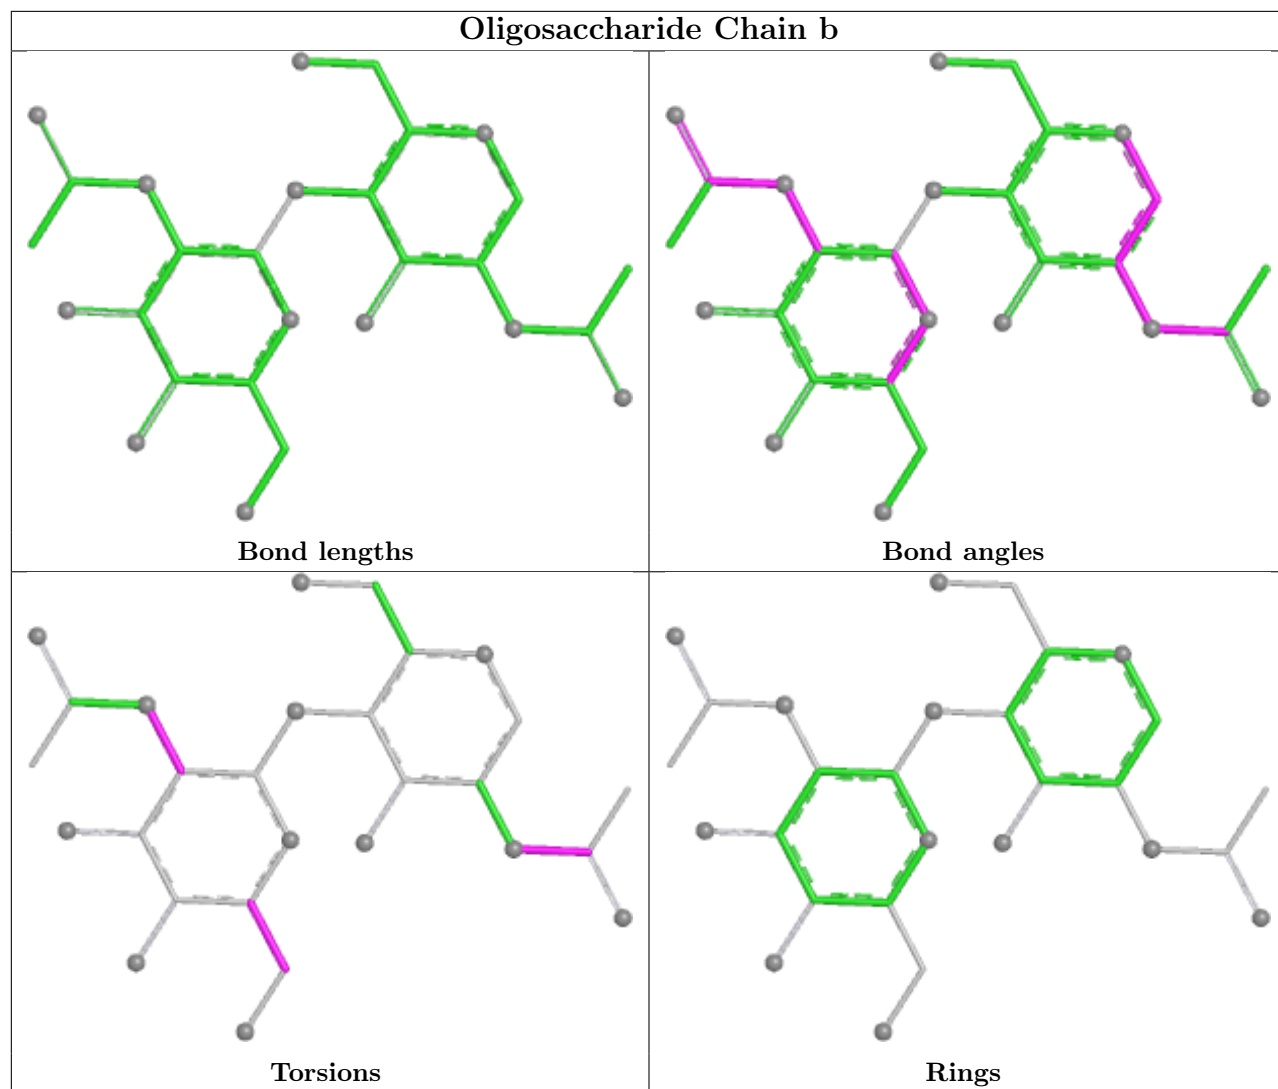 Oligosaccharide Chain b
Bond lengths
Bond angles
Torsions
Rings